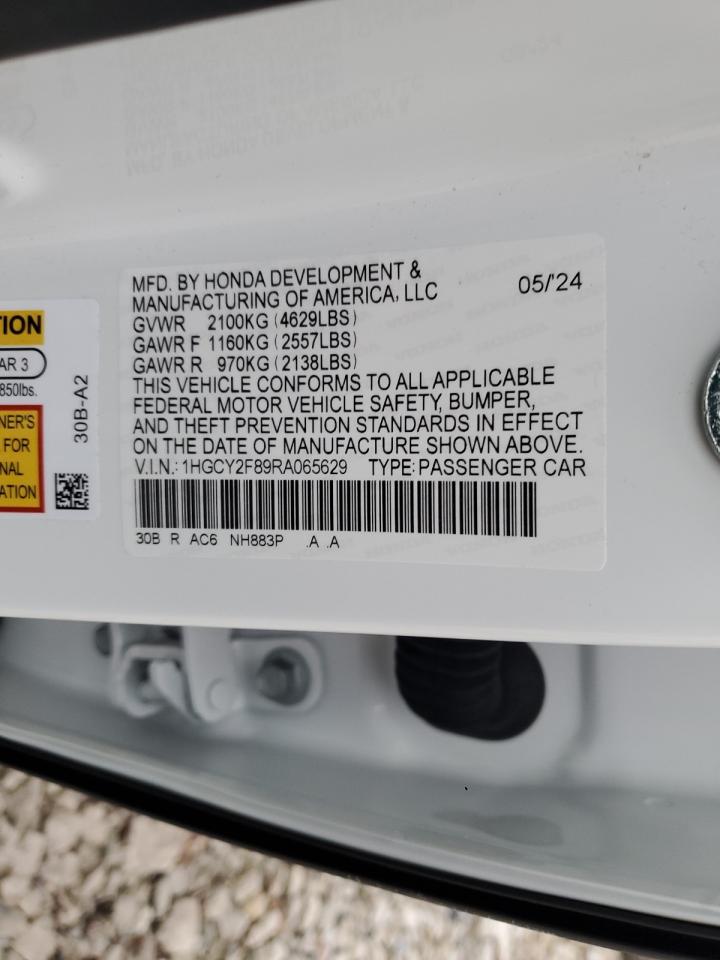 MFD. BY HONDA DEVELOPMENT &
MANUFACTURING OF AMERICA, LLC 05/'24
GVWR 2100KG (4629LBS)
GAWR F 1160KG (2557LBS)
GAWR R 970KG (2138LBS)
THIS VEHICLE CONFORMS TO ALL APPLICABLE
FEDERAL MOTOR VEHICLE SAFETY, BUMPER,
AND THEFT PREVENTION STANDARDS IN EFFECT
ON THE DATE OF MANUFACTURE SHOWN ABOVE.
V.I.N.: 1HGCY2F89RA065629 TYPE: PASSENGER CAR
30B R AC6 NH883P .A .A
TION
AR 3
850lbs.
NER'S
FOR
NAL
ATION
30B-A2